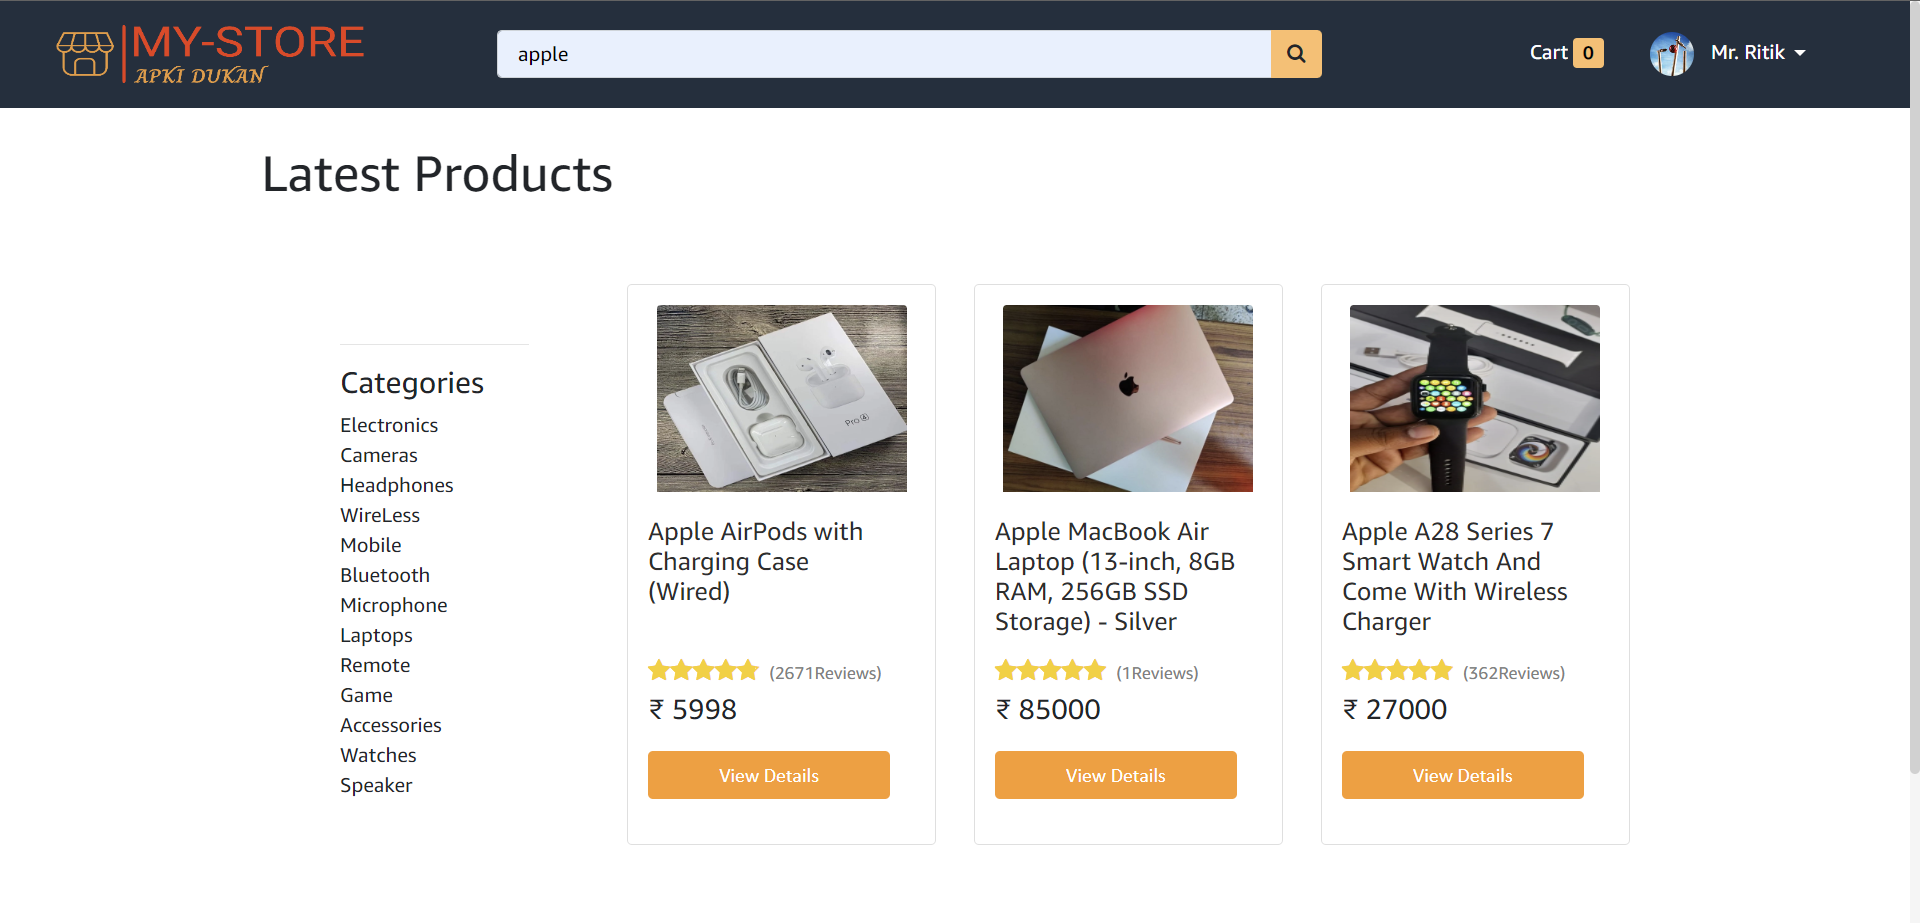 MY-STORE
APKI DUKAN
apple
Cart 0
Mr. Ritik
Latest Products
Categories
Electronics
Cameras
Headphones
WireLess
Mobile
Bluetooth
Microphone
Laptops
Remote
Game
Accessories
Watches
Speaker
Pro
Apple AirPods with
Charging Case
(Wired)
(2671Reviews)
₹ 5998
View Details
Apple MacBook Air
Laptop (13-inch, 8GB
RAM, 256GB SSD
Storage) - Silver
(1Reviews)
₹ 85000
View Details
Apple A28 Series 7
Smart Watch And
Come With Wireless
Charger
(362Reviews)
₹ 27000
View Details